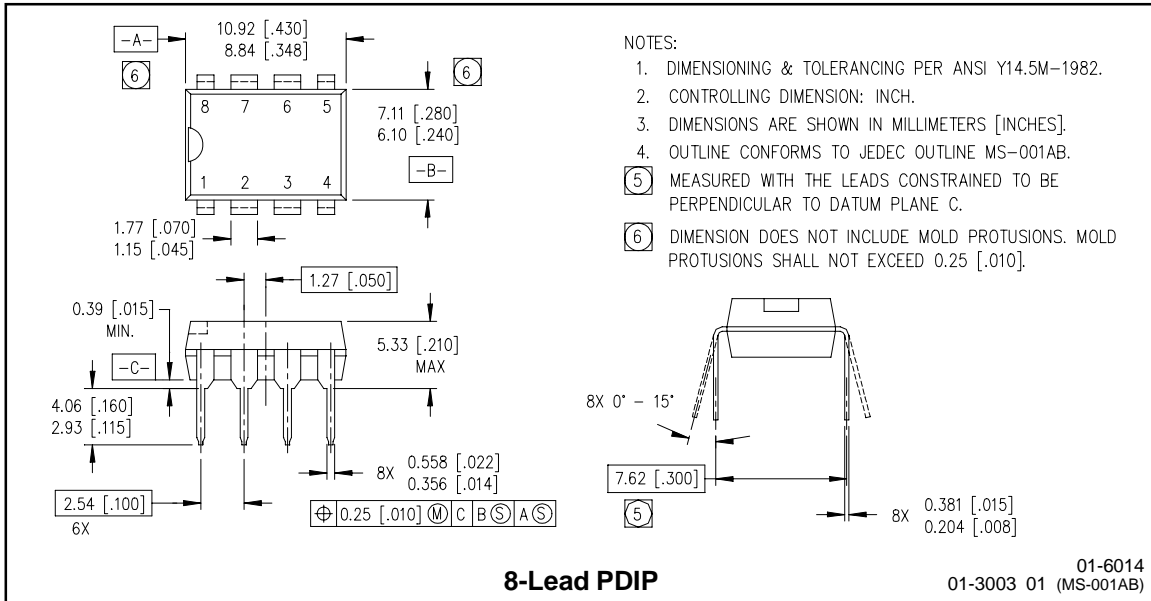 -A-
10.92 [.430]
8.84 [.348]
6
6
8 7 6 5
1 2 3 4
7.11 [.280]
6.10 [.240]
-B-
1.77 [.070]
1.15 [.045]
1.27 [.050]
0.39 [.015]
MIN.
5.33 [.210]
MAX
-C-
4.06 [.160]
2.93 [.115]
8X 0.558 [.022]
0.356 [.014]
2.54 [.100]
6X
⌖ 0.25 [.010] Ⓜ C B Ⓢ A Ⓢ
NOTES:
1. DIMENSIONING & TOLERANCING PER ANSI Y14.5M-1982.
2. CONTROLLING DIMENSION: INCH.
3. DIMENSIONS ARE SHOWN IN MILLIMETERS [INCHES].
4. OUTLINE CONFORMS TO JEDEC OUTLINE MS-001AB.
5 MEASURED WITH THE LEADS CONSTRAINED TO BE
PERPENDICULAR TO DATUM PLANE C.
6 DIMENSION DOES NOT INCLUDE MOLD PROTUSIONS. MOLD
PROTUSIONS SHALL NOT EXCEED 0.25 [.010].
8X 0° - 15°
7.62 [.300]
5
8X 0.381 [.015]
0.204 [.008]
8-Lead PDIP
01-6014
01-3003 01 (MS-001AB)